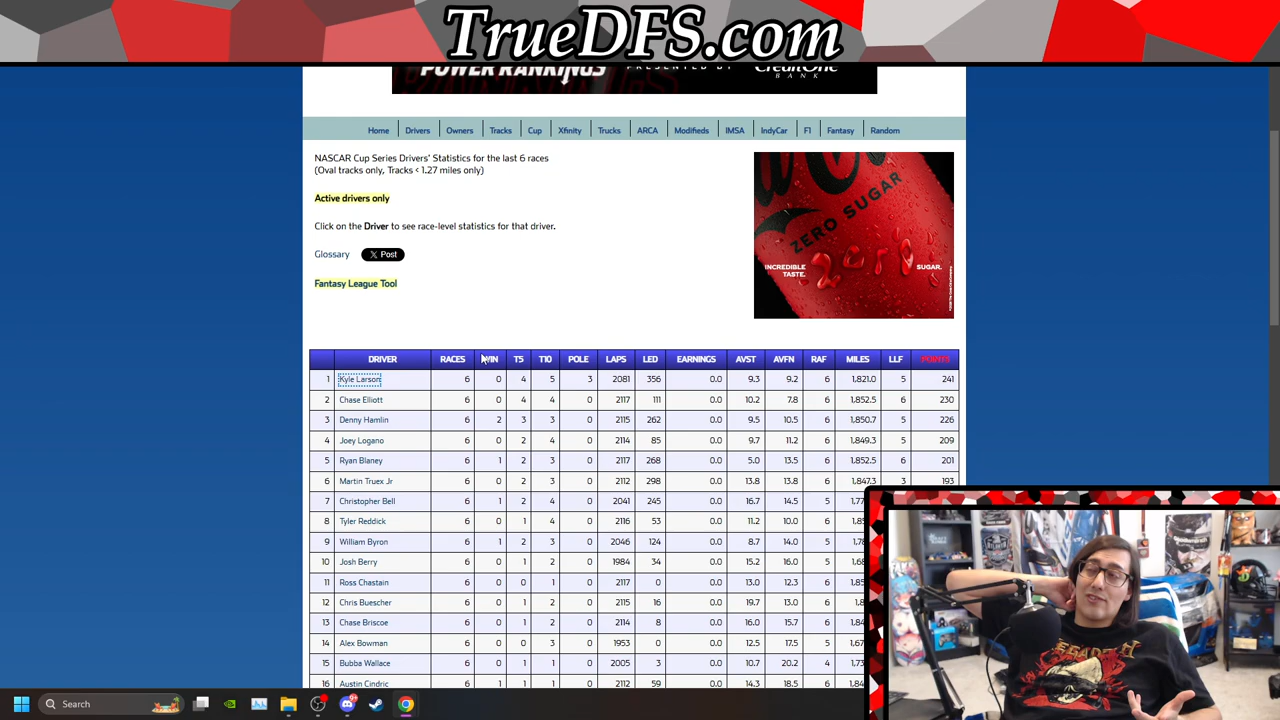 TrueDFS.com
POWER RANKINGS PRESENTED BY Credit One BANK
Home Drivers Owners Tracks Cup Xfinity Trucks ARCA Modifieds IMSA IndyCar F1 Fantasy Random
NASCAR Cup Series Drivers' Statistics for the last 6 races
(Oval tracks only, Tracks < 1.27 miles only)
Active drivers only
Click on the Driver to see race-level statistics for that driver.
Glossary X Post
Fantasy League Tool
ZERO SUGAR
INCREDIBLE TASTE. zero SUGAR.
DRIVER RACES WIN T5 T10 POLE LAPS LED EARNINGS AVST AVFN RAF MILES LLF POINTS
1 Kyle Larson 6 0 4 5 3 2081 356 0.0 9.3 9.2 6 1,821.0 5 241
2 Chase Elliott 6 0 4 4 0 2117 111 0.0 10.2 7.8 6 1,852.5 6 230
3 Denny Hamlin 6 2 3 3 0 2115 262 0.0 9.5 10.5 6 1,850.7 5 226
4 Joey Logano 6 0 2 4 0 2114 85 0.0 9.7 11.2 6 1,849.3 5 209
5 Ryan Blaney 6 1 2 3 0 2117 268 0.0 5.0 13.5 6 1,852.5 6 201
6 Martin Truex Jr 6 0 2 3 0 2112 298 0.0 13.8 13.8 6 1,847.3 3 193
7 Christopher Bell 6 1 2 4 0 2041 245 0.0 16.7 14.5 5
8 Tyler Reddick 6 0 1 4 0 2116 53 0.0 11.2 10.0 6
9 William Byron 6 1 2 3 0 2046 124 0.0 8.7 14.0 5
10 Josh Berry 6 0 1 2 0 1984 34 0.0 15.2 16.0 5
11 Ross Chastain 6 0 0 1 0 2117 0 0.0 13.0 12.3 6
12 Chris Buescher 6 0 1 2 0 2115 16 0.0 19.7 13.0 6
13 Chase Briscoe 6 0 1 2 0 2114 8 0.0 16.0 15.7 6
14 Alex Bowman 6 0 0 3 0 1953 0 0.0 12.5 17.5 5
15 Bubba Wallace 6 0 1 1 0 2005 3 0.0 10.7 20.2 4
16 Austin Cindric 6 1 1 1 0 2112 59 0.0 14.3 18.5 6
Search